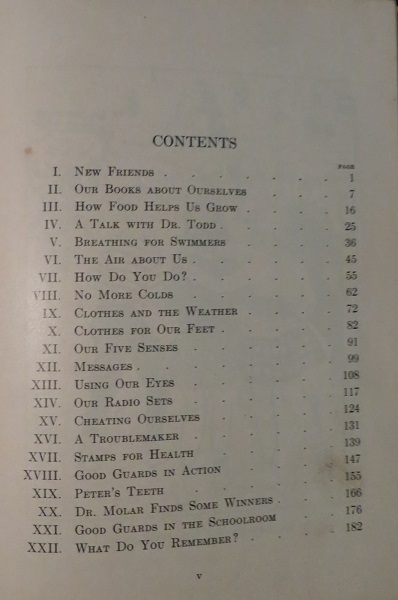 CONTENTS
PAGE
I. NEW FRIENDS . . . . . . . 1
II. OUR BOOKS ABOUT OURSELVES . . . . 7
III. HOW FOOD HELPS US GROW . . . . . 16
IV. A TALK WITH DR. TODD . . . . . 25
V. BREATHING FOR SWIMMERS . . . . . 36
VI. THE AIR ABOUT US . . . . . . 45
VII. HOW DO YOU DO? . . . . . . 55
VIII. NO MORE COLDS . . . . . . 62
IX. CLOTHES AND THE WEATHER . . . . 72
X. CLOTHES FOR OUR FEET . . . . . 82
XI. OUR FIVE SENSES . . . . . . 91
XII. MESSAGES . . . . . . . . 99
XIII. USING OUR EYES . . . . . . 108
XIV. OUR RADIO SETS . . . . . . 117
XV. CHEATING OURSELVES . . . . . 124
XVI. A TROUBLEMAKER . . . . . . 131
XVII. STAMPS FOR HEALTH . . . . . 139
XVIII. GOOD GUARDS IN ACTION . . . . 147
XIX. PETER'S TEETH . . . . . . 155
XX. DR. MOLAR FINDS SOME WINNERS . . . 166
XXI. GOOD GUARDS IN THE SCHOOLROOM . . . 176
XXII. WHAT DO YOU REMEMBER? . . . . 182
v